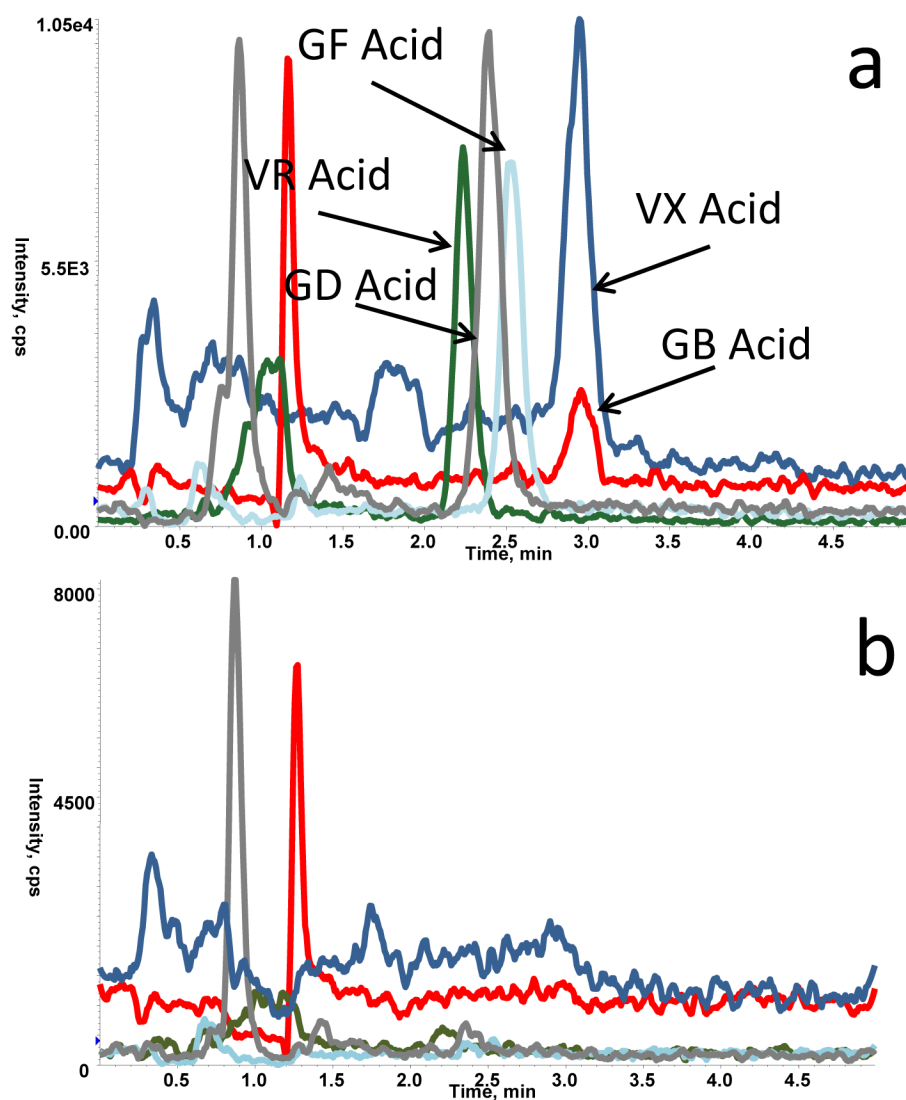 1.05e4
GF Acid
a
VR Acid
VX Acid
Intensity, cps
5.5E3
GD Acid
GB Acid
0.00
0.5 1.0 1.5 2.0 2.5 3.0 3.5 4.0 4.5
Time, min
8000
b
Intensity, cps
4500
0
0.5 1.0 1.5 2.0 2.5 3.0 3.5 4.0 4.5
Time, min